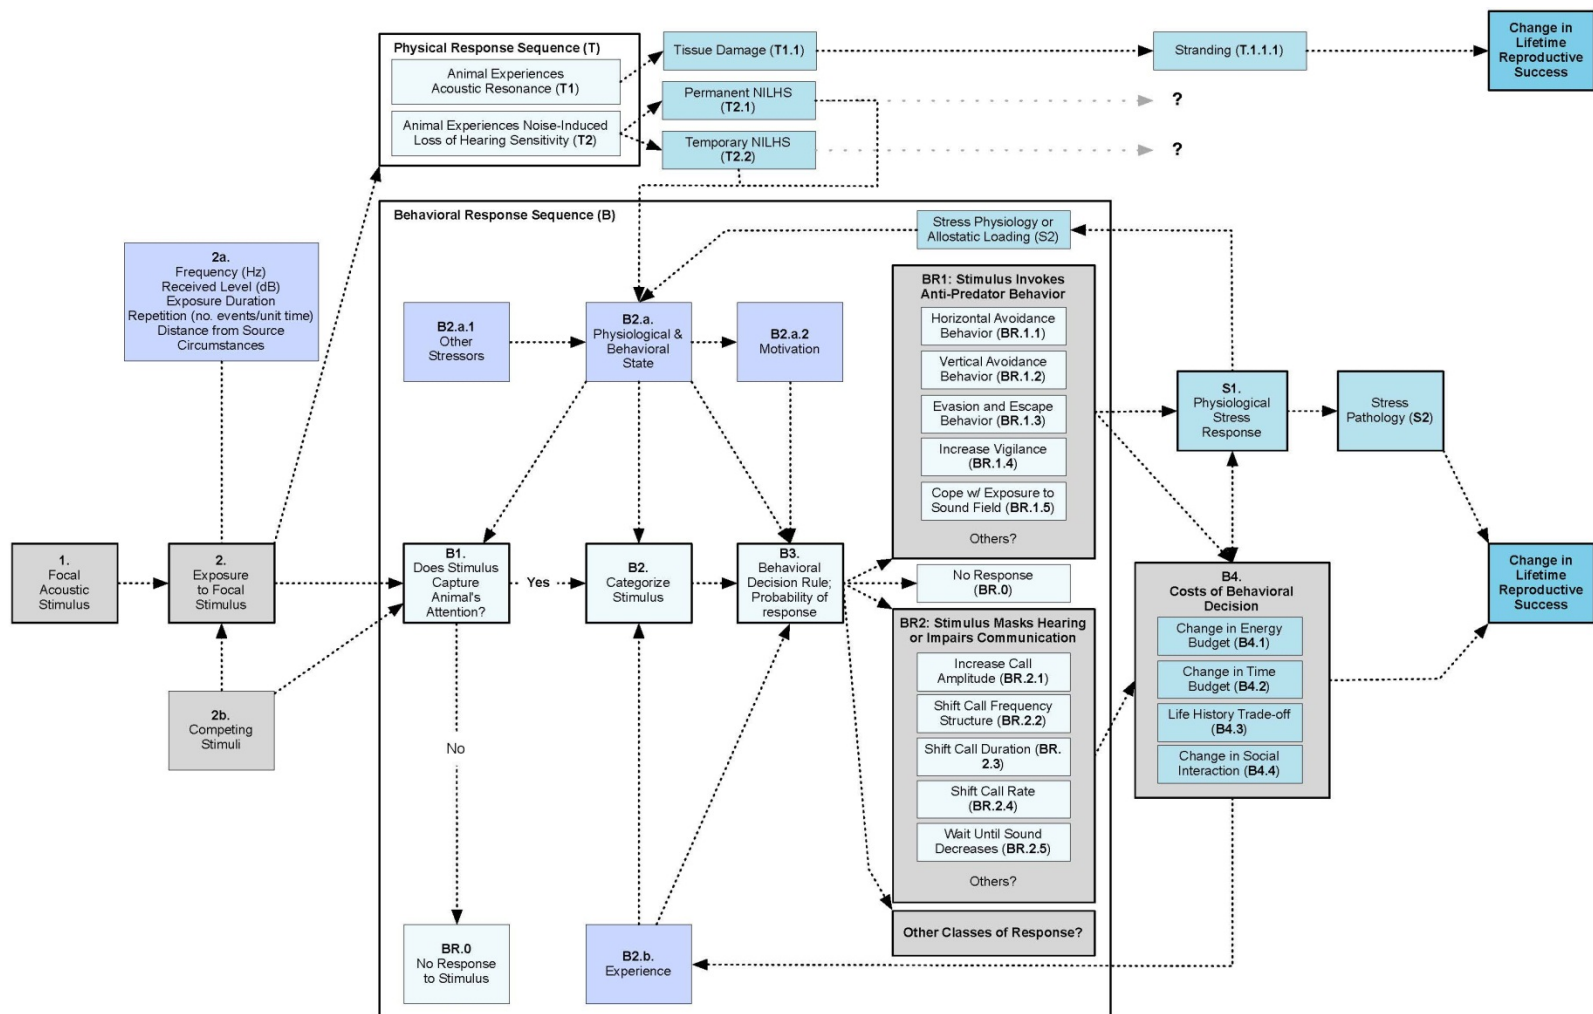 Physical Response Sequence (T)
Animal Experiences
Acoustic Resonance (T1)
Animal Experiences Noise-Induced
Loss of Hearing Sensitivity (T2)
Tissue Damage (T1.1)
Permanent NILHS
(T2.1)
Temporary NILHS
(T2.2)
Stranding (T.1.1.1)
?
?
Change in
Lifetime
Reproductive
Success
2a.
Frequency (Hz)
Received Level (dB)
Exposure Duration
Repetition (no. events/unit time)
Distance from Source
Circumstances
1.
Focal
Acoustic
Stimulus
2.
Exposure
to Focal
Stimulus
2b.
Competing
Stimuli
Behavioral Response Sequence (B)
Stress Physiology or
Allostatic Loading (S2)
B2.a.1
Other
Stressors
B2.a.
Physiological &
Behavioral
State
B2.a.2
Motivation
B1.
Does Stimulus
Capture
Animal's
Attention?
Yes
B2.
Categorize
Stimulus
B3.
Behavioral
Decision Rule;
Probability of
response
No
BR.0
No Response
to Stimulus
B2.b.
Experience
BR1: Stimulus Invokes
Anti-Predator Behavior
Horizontal Avoidance
Behavior (BR.1.1)
Vertical Avoidance
Behavior (BR.1.2)
Evasion and Escape
Behavior (BR.1.3)
Increase Vigilance
(BR.1.4)
Cope w/ Exposure to
Sound Field (BR.1.5)
Others?
No Response
(BR.0)
BR2: Stimulus Masks Hearing
or Impairs Communication
Increase Call
Amplitude (BR.2.1)
Shift Call Frequency
Structure (BR.2.2)
Shift Call Duration (BR.
2.3)
Shift Call Rate
(BR.2.4)
Wait Until Sound
Decreases (BR.2.5)
Others?
Other Classes of Response?
S1.
Physiological
Stress
Response
Stress
Pathology (S2)
B4.
Costs of Behavioral
Decision
Change in Energy
Budget (B4.1)
Change in Time
Budget (B4.2)
Life History Trade-off
(B4.3)
Change in Social
Interaction (B4.4)
Change in
Lifetime
Reproductive
Success